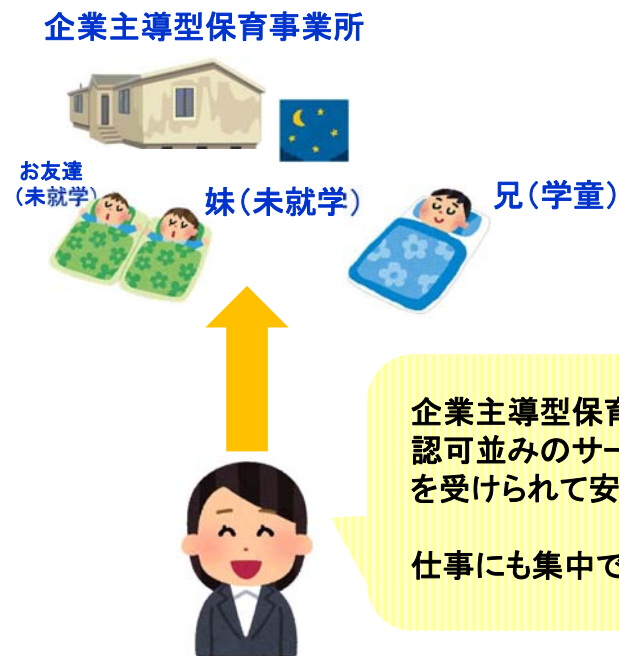 企業主導型保育事業所
お友達
(未就学)
妹(未就学)
兄(学童)
企業主導型保育
認可並みのサー
を受けられて安
仕事にも集中で